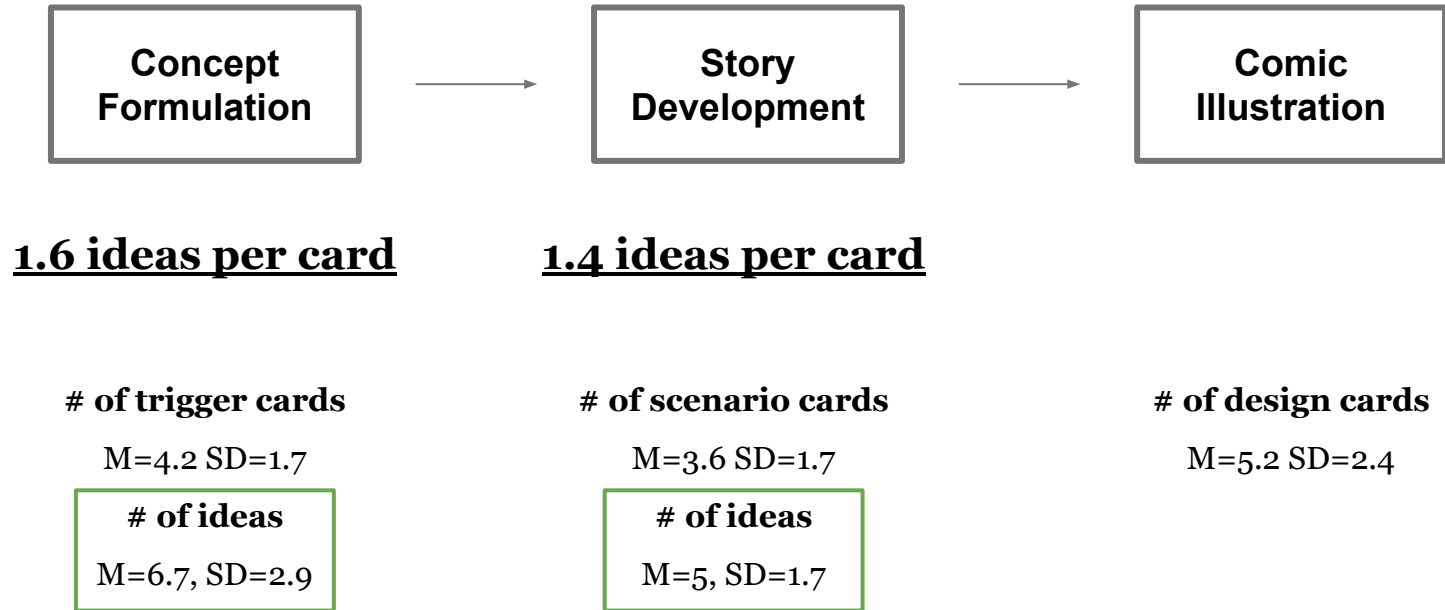 Concept
Formulation
Story
Development
Comic
Illustration
1.6 ideas per card
1.4 ideas per card
# of trigger cards
M=4.2 SD=1.7
# of ideas
M=6.7, SD=2.9
# of scenario cards
M=3.6 SD=1.7
# of ideas
M=5, SD=1.7
# of design cards
M=5.2 SD=2.4